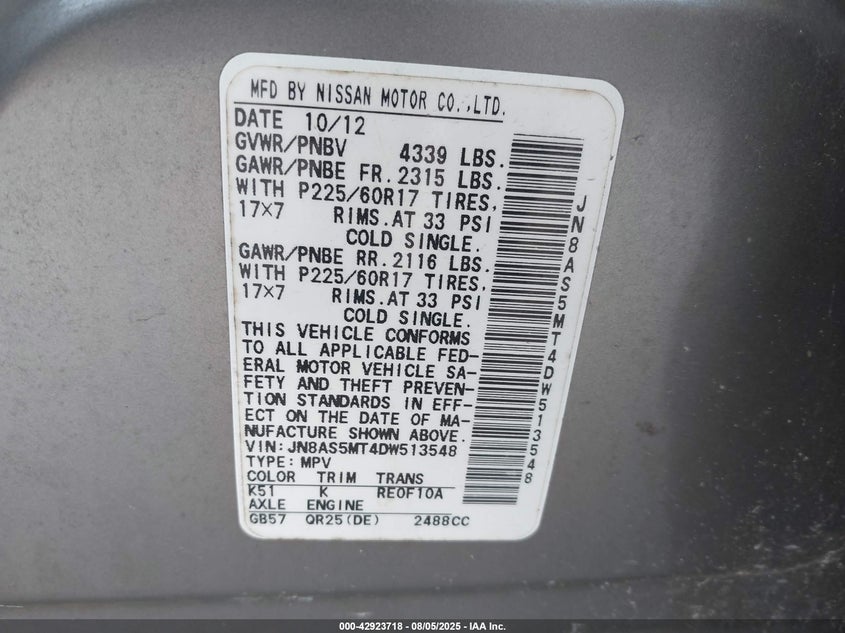 MFD BY NISSAN MOTOR CO.,LTD.
DATE 10/12
GVWR/PNBV 4339 LBS.
GAWR/PNBE FR. 2315 LBS.
WITH P225/60R17 TIRES,
17×7 RIMS. AT 33 PSI
COLD SINGLE.
GAWR/PNBE RR. 2116 LBS.
WITH P225/60R17 TIRES,
17×7 RIMS. AT 33 PSI
COLD SINGLE.
THIS VEHICLE CONFORMS
TO ALL APPLICABLE FED-
ERAL MOTOR VEHICLE SA-
FETY AND THEFT PREVEN-
TION STANDARDS IN EFF-
ECT ON THE DATE OF MA-
NUFACTURE SHOWN ABOVE.
VIN: JN8AS5MT4DW513548
TYPE: MPV
COLOR TRIM TRANS
K51 K RE0F10A
AXLE ENGINE
GB57 QR25(DE) 2488CC
JN8AS5MT4DW513548
000-42923718 - 08/05/2025 - IAA Inc.